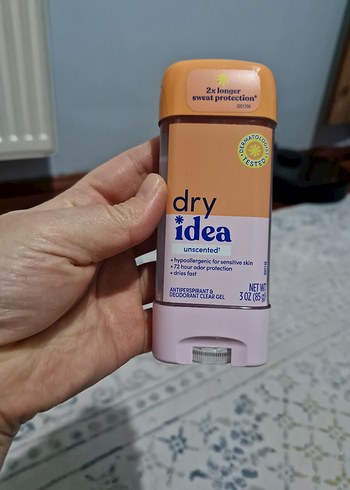 2x longer
sweat protection*
DERMATOLOGIST
TESTED
dry
idea
unscented†
• hypoallergenic for sensitive skin
• 72 hour odor protection
• dries fast
ANTIPERSPIRANT &
DEODORANT CLEAR GEL
NET WT
3 OZ (85 g)